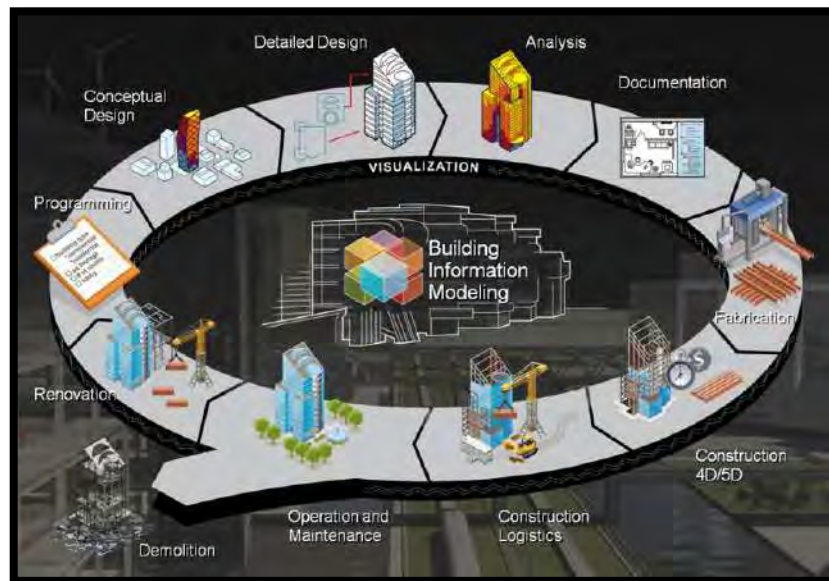 Detailed Design
Analysis
Conceptual
Design
Documentation
VISUALIZATION
Programming
Building
Information
Modeling
Fabrication
Renovation
Construction
4D/5D
Operation and
Maintenance
Construction
Logistics
Demolition